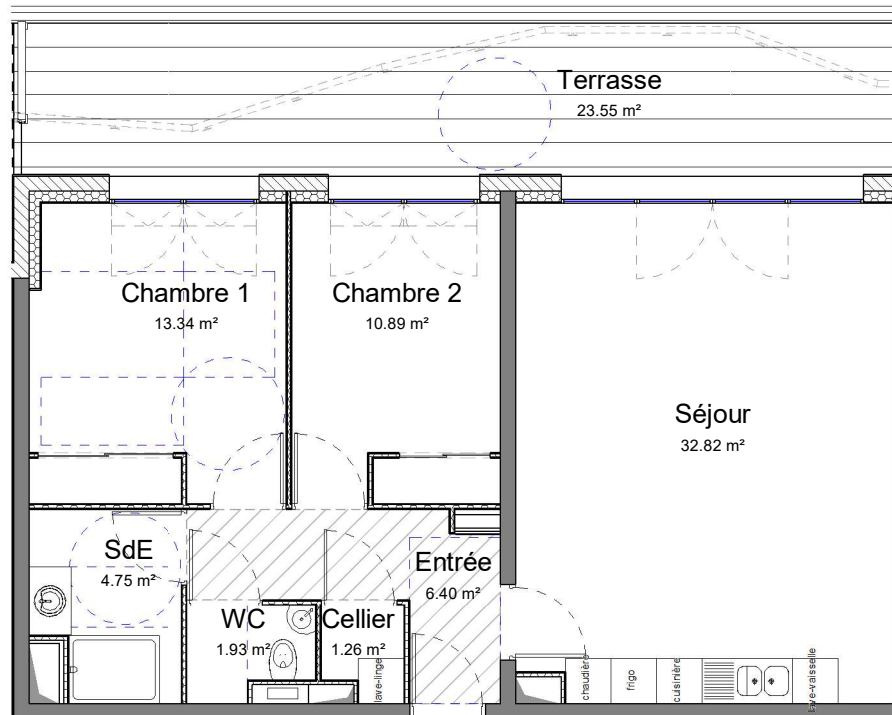 Terrasse
23.55 m²
Chambre 1
13.34 m²
Chambre 2
10.89 m²
Séjour
32.82 m²
SdE
4.75 m²
Entrée
6.40 m²
WC
1.93 m²
Cellier
1.26 m²
lave-linge
chaudière
frigo
cuisinière
lave-vaisselle